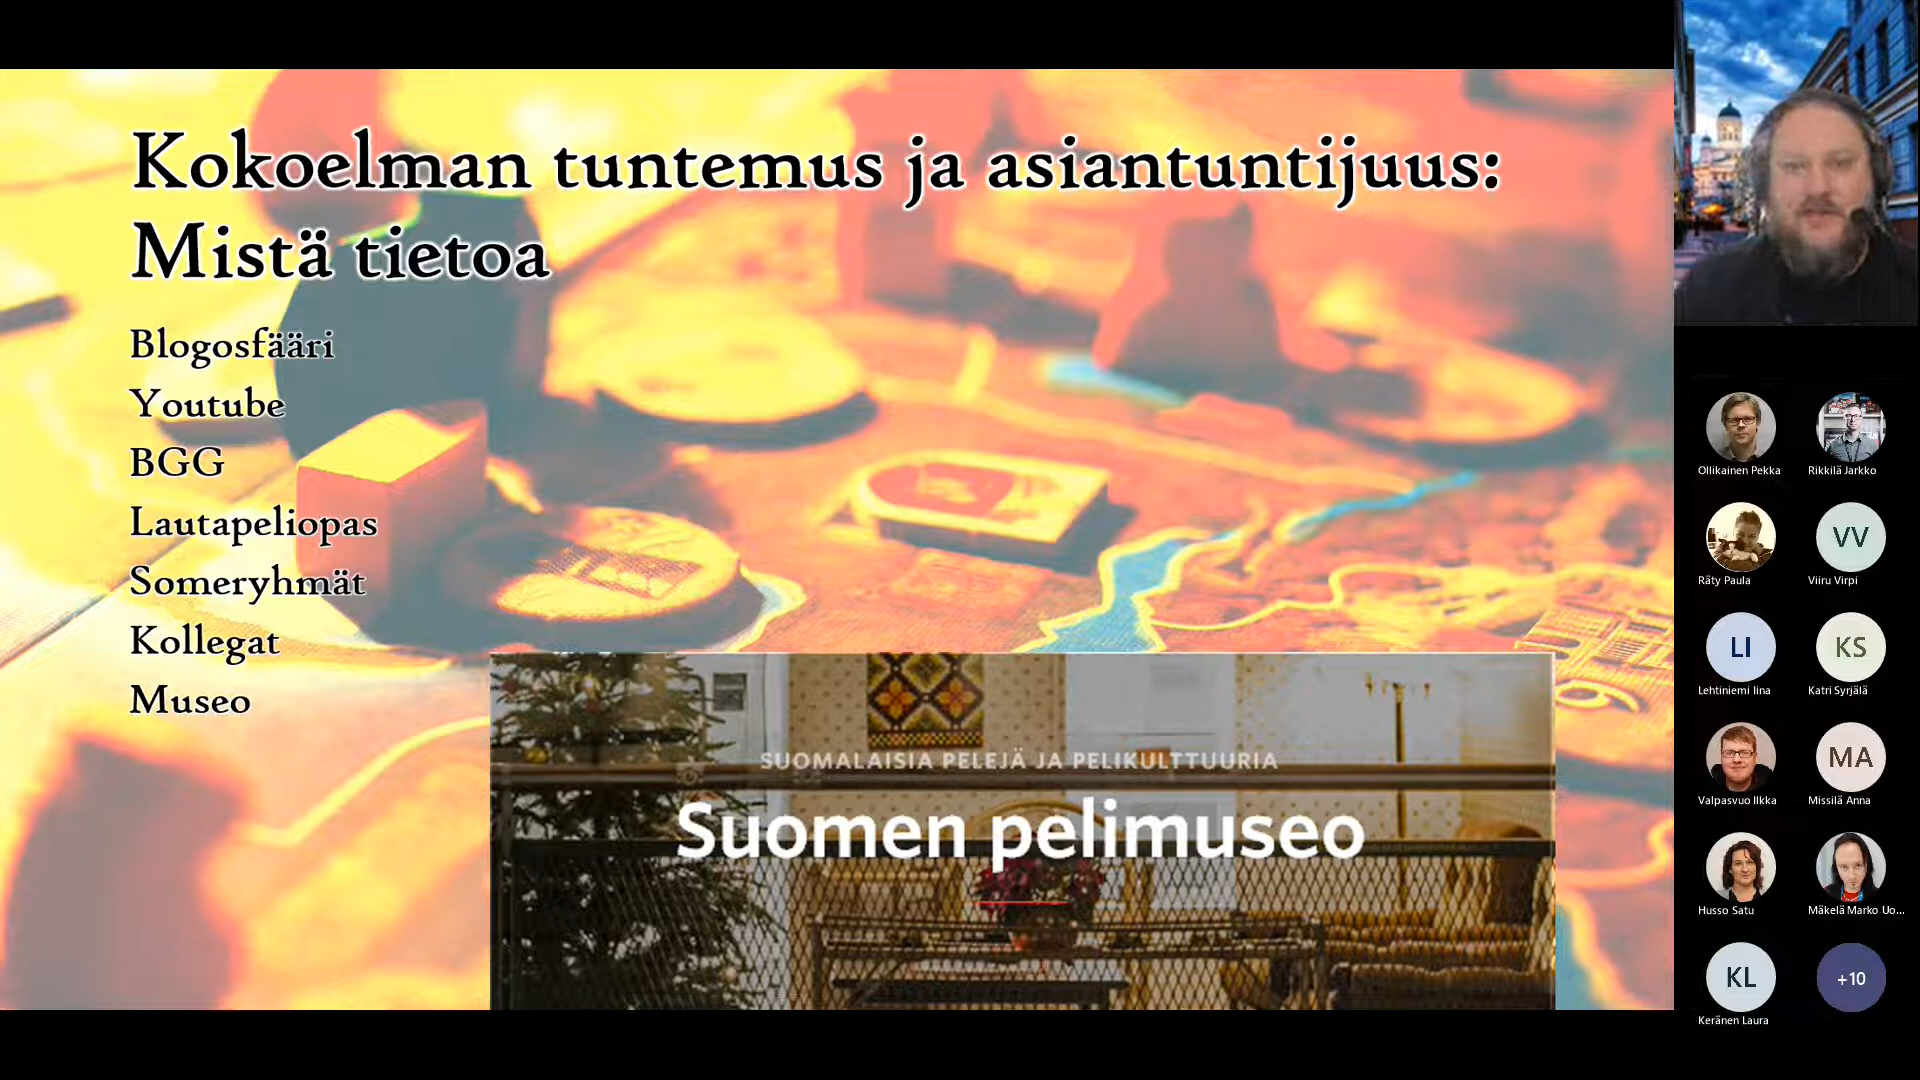 Kokoelman tuntemus ja asiantuntijuus:
Mistä tietoa
Blogosfääri
Youtube
BGG
Lautapeliopas
Someryhmät
Kollegat
Museo
SUOMALAISIA PELEJÄ JA PELIKULTTUURIA
Suomen pelimuseo
Ollikainen Pekka
Rikkilä Jarkko
Räty Paula
VV
Viiru Virpi
LI
Lehtiniemi Iina
KS
Katri Syrjälä
Valpasvuo Ilkka
MA
Missilä Anna
Husso Satu
Mäkelä Marko Uo...
KL
Keränen Laura
+10